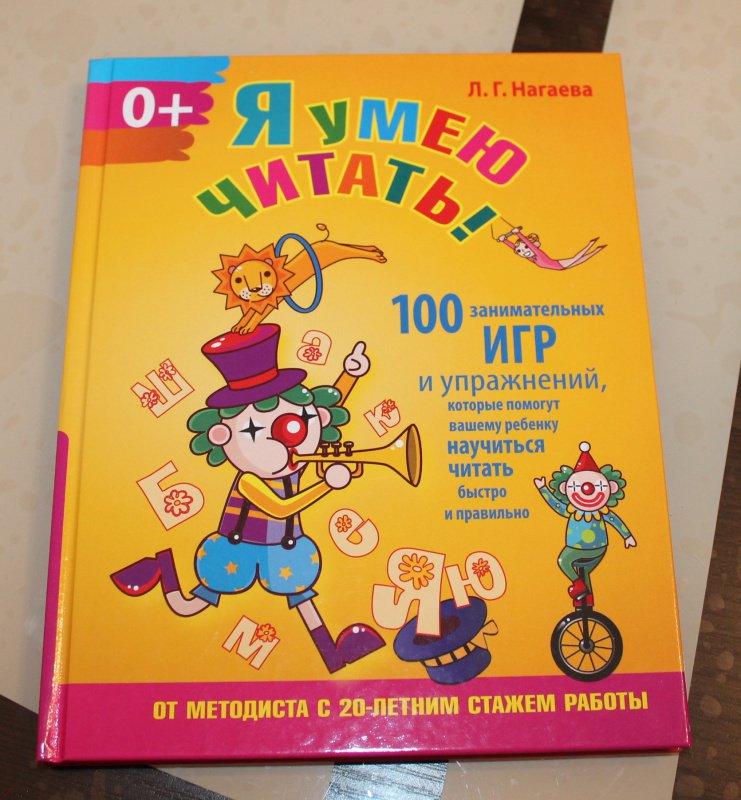 0+
Л. Г. Нагаева
Я УМЕЮ
ЧИТАТЬ!
100 занимательных
ИГР
и упражнений,
которые помогут
вашему ребенку
научиться
читать
быстро
и правильно
Ш
а
к
Б
е
м
Я
Ю
ОТ МЕТОДИСТА С 20-ЛЕТНИМ СТАЖЕМ РАБОТЫ